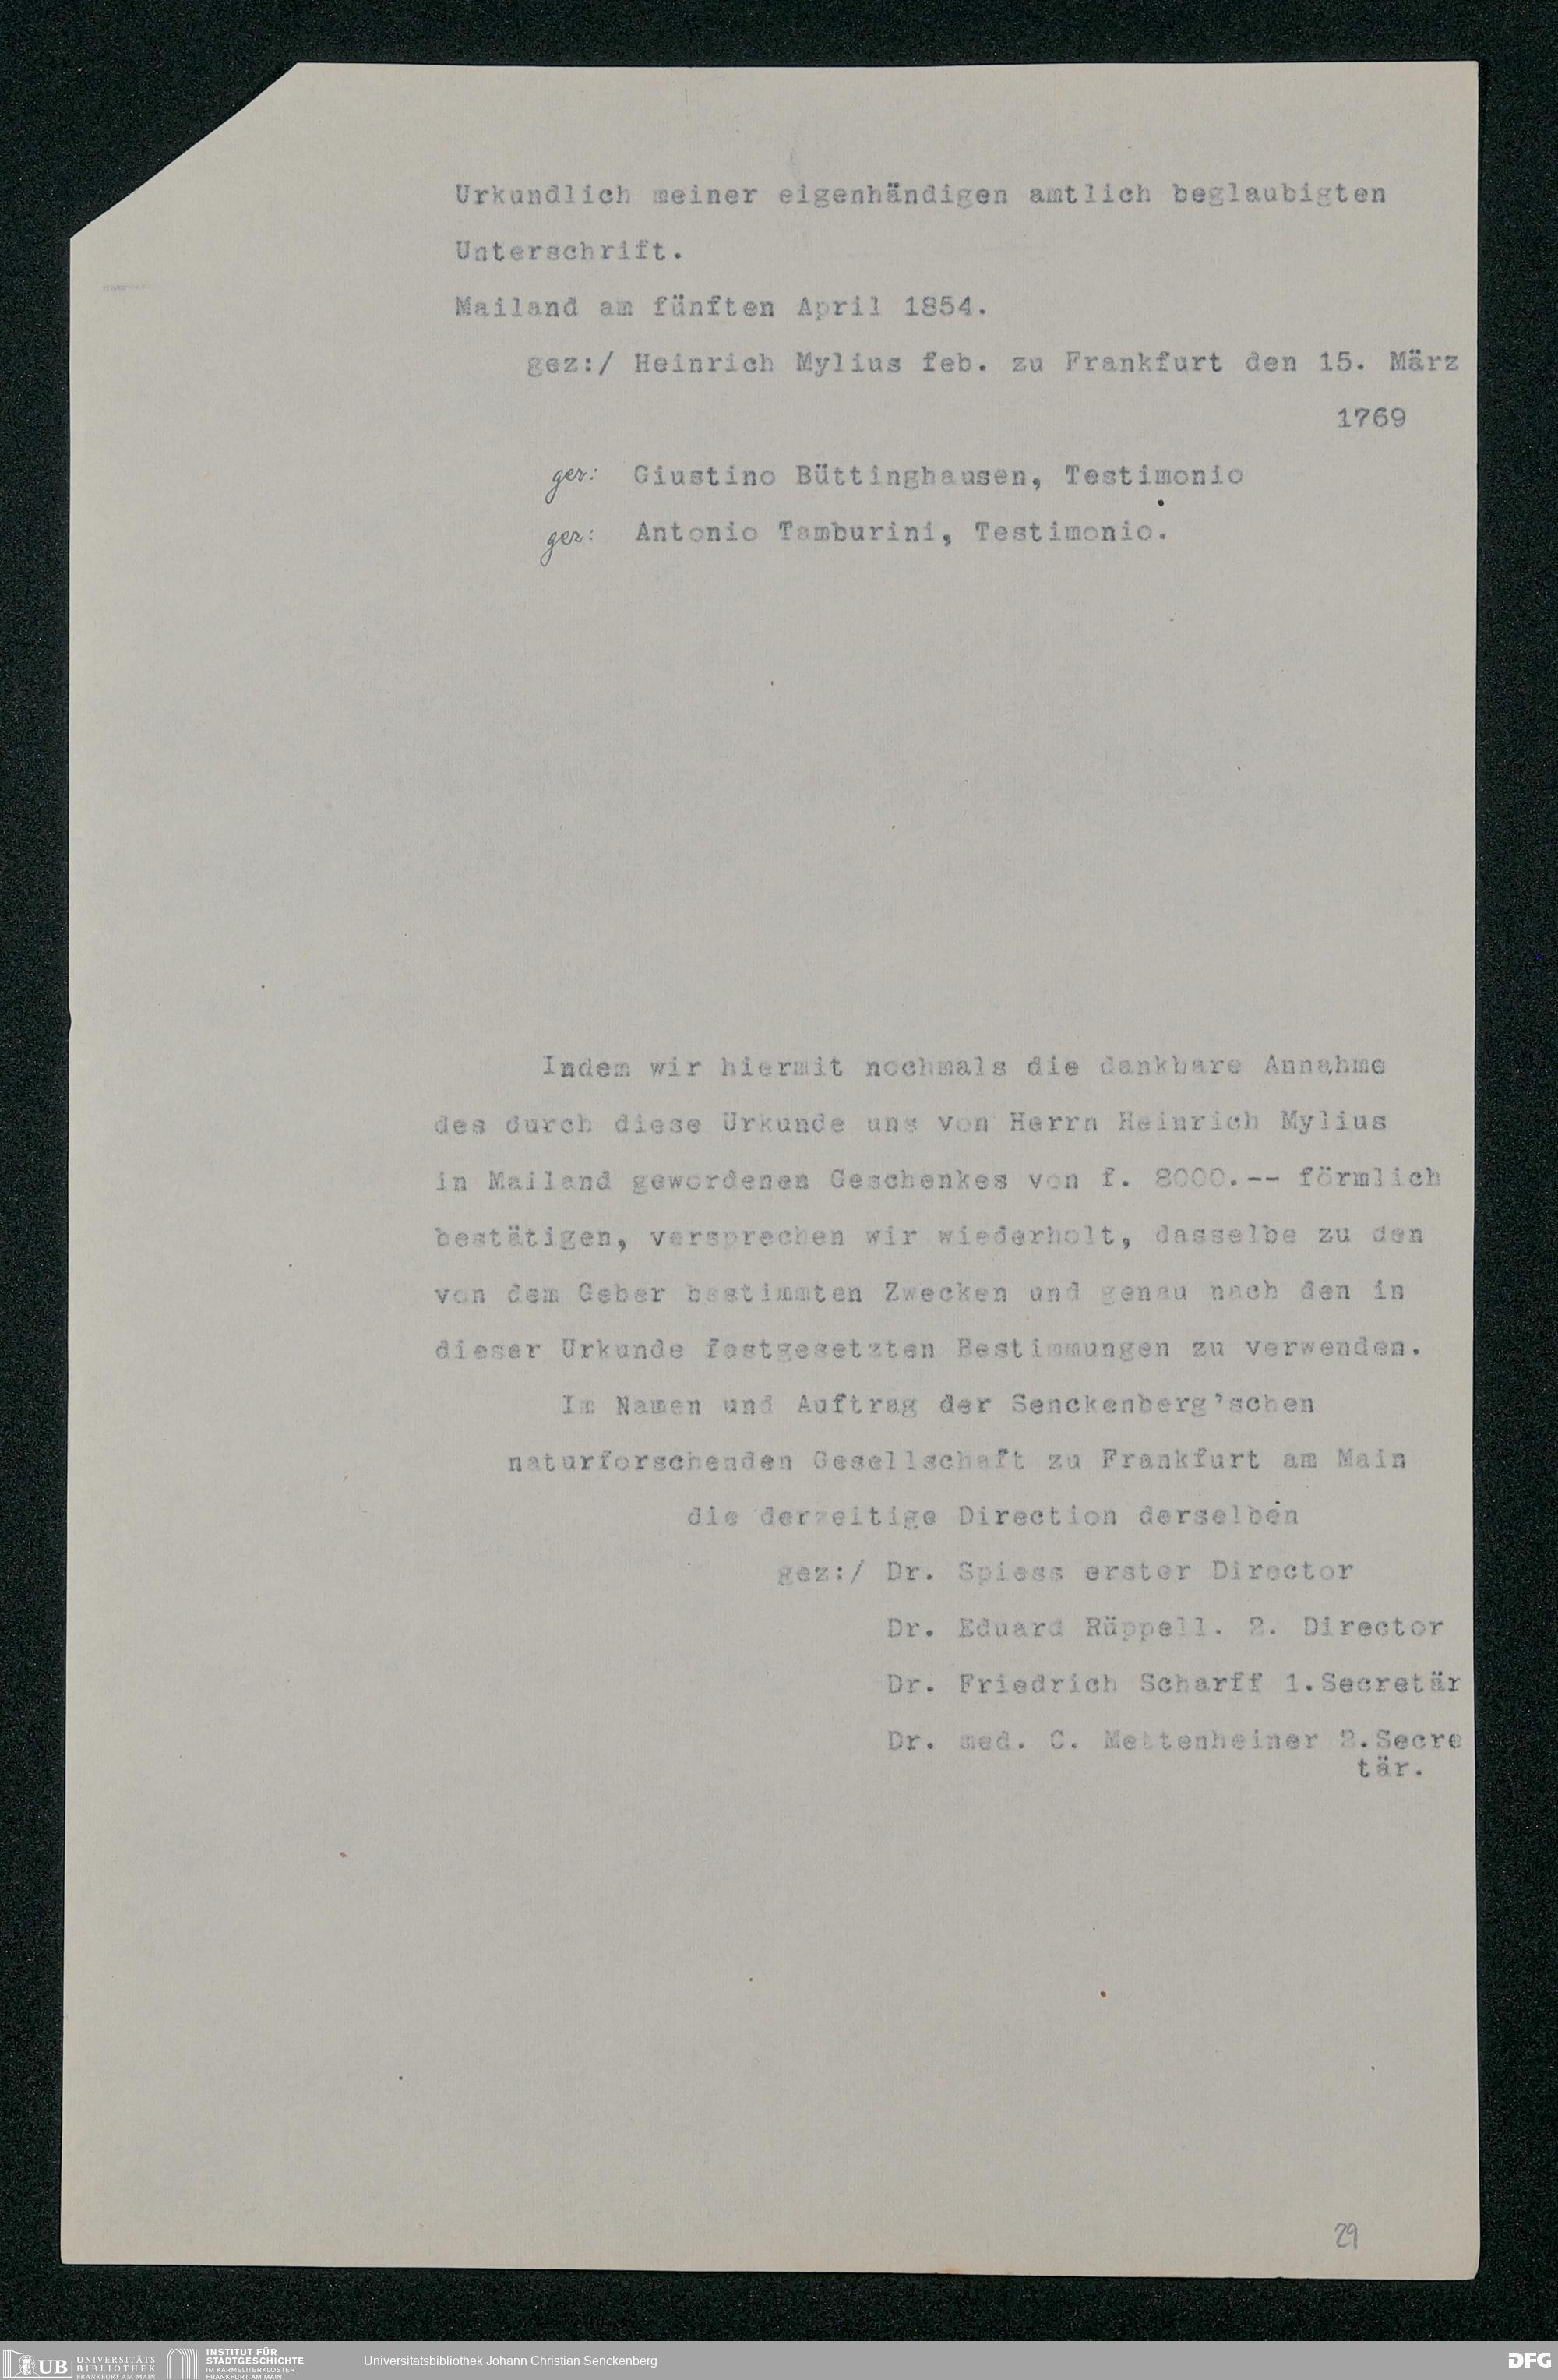 Urkundlich meiner eigenhändigen amtlich beglaubigten
Unterschrift.
Mailand am fünften April 1854.
gez:/ Heinrich Mylius feb. zu Frankfurt den 15. März
1769
gez: Giustino Büttinghausen, Testimonio
gez: Antonio Tamburini, Testimonio.
Indem wir hiermit nochmals die dankbare Annahme
des durch diese Urkunde uns von Herrn Heinrich Mylius
in Mailand gewordenen Geschenkes von f. 8000.-- förmlich
bestätigen, versprechen wir wiederholt, dasselbe zu den
von dem Geber bestimmten Zwecken und genau nach den in
dieser Urkunde festgesetzten Bestimmungen zu verwenden.
Im Namen und Auftrag der Senckenberg'schen
naturforschenden Gesellschaft zu Frankfurt am Main
die derzeitige Direction derselben
gez:/ Dr. Spiess erster Director
Dr. Eduard Rüppell. 2. Director
Dr. Friedrich Scharff 1.Secretär
Dr. med. C. Mettenheiner 2.Secre
tär.
29
UB UNIVERSITÄTS
BIBLIOTHEK
FRANKFURT AM MAIN
INSTITUT FÜR
STADTGESCHICHTE
IM KARMELITERKLOSTER
FRANKFURT AM MAIN
Universitätsbibliothek Johann Christian Senckenberg
DFG